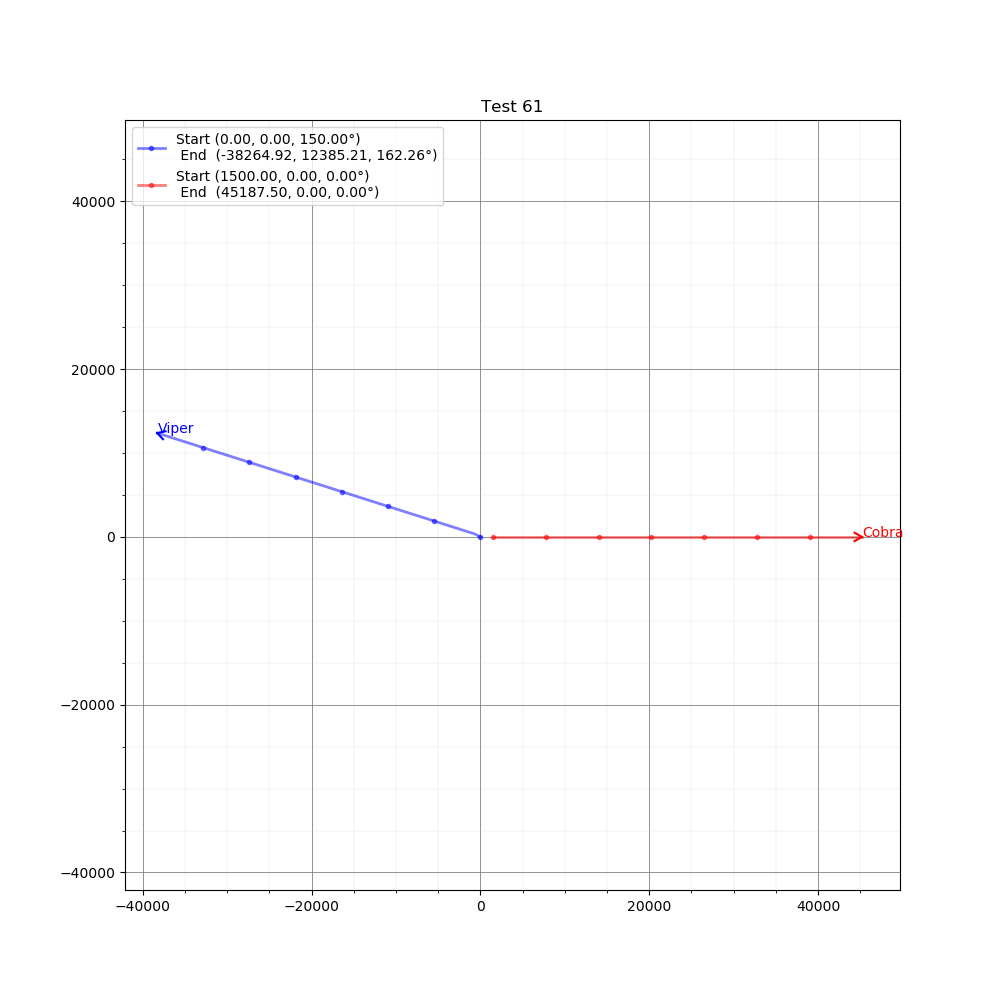 Test 61
Start (0.00, 0.00, 150.00°)
End (-38264.92, 12385.21, 162.26°)
Start (1500.00, 0.00, 0.00°)
End (45187.50, 0.00, 0.00°)
40000
20000
Viper
0
Cobra
−20000
−40000
−40000 −20000 0 20000 40000